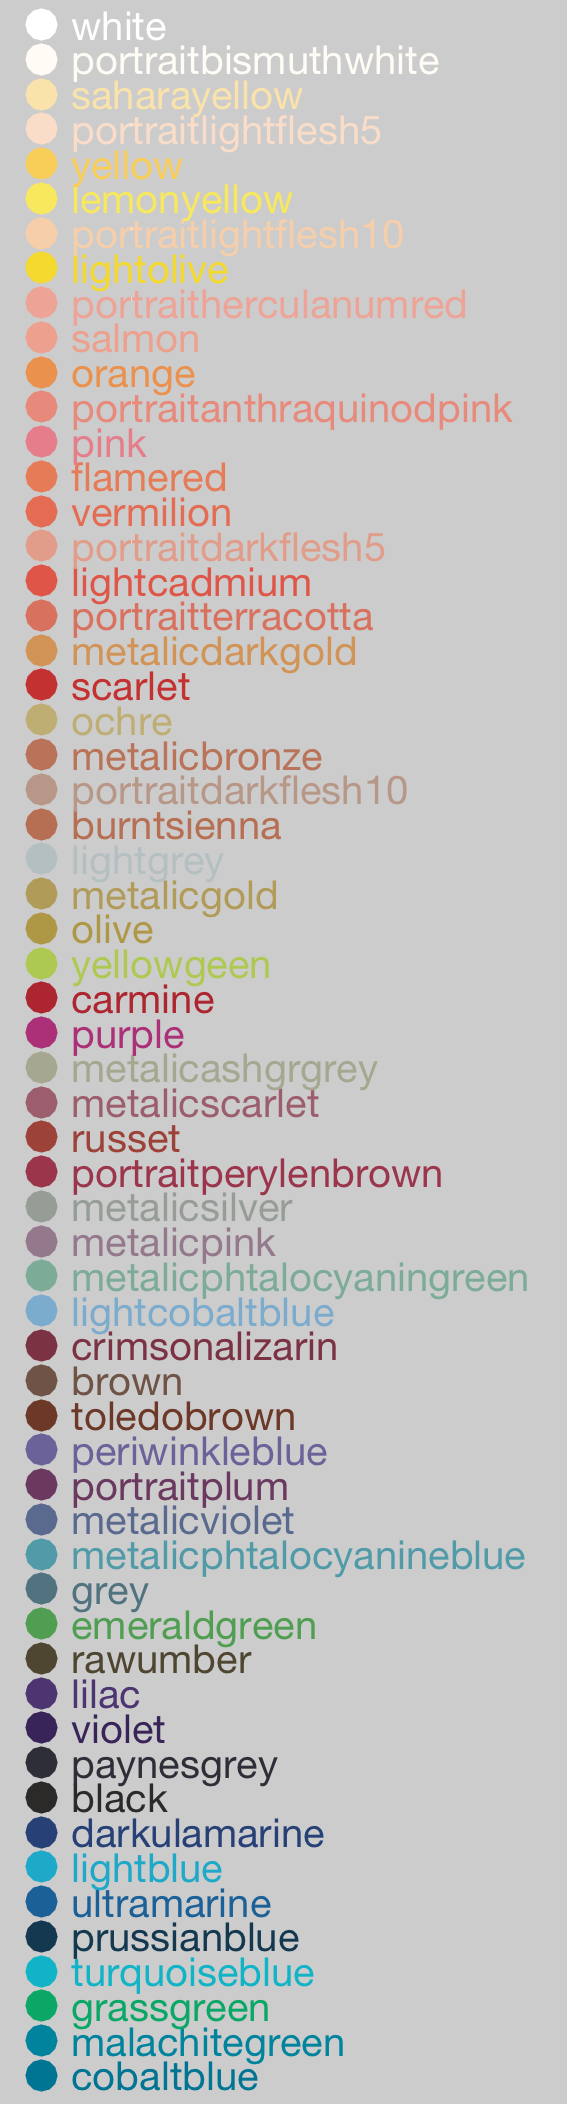 white
portraitbismuthwhite
saharayellow
portraitlightflesh5
yellow
lemonyellow
portraitlightflesh10
lightolive
portraitherculanumred
salmon
orange
portraitanthraquinodpink
pink
flamered
vermilion
portraitdarkflesh5
lightcadmium
portraitterracotta
metalicdarkgold
scarlet
ochre
metalicbronze
portraitdarkflesh10
burntsienna
lightgrey
metalicgold
olive
yellowgeen
carmine
purple
metalicashgrgrey
metalicscarlet
russet
portraitperylenbrown
metalicsilver
metalicpink
metalicphtalocyaningreen
lightcobaltblue
crimsonalizarin
brown
toledobrown
periwinkleblue
portraitplum
metalicviolet
metalicphtalocyanineblue
grey
emeraldgreen
rawumber
lilac
violet
paynesgrey
black
darkulamarine
lightblue
ultramarine
prussianblue
turquoiseblue
grassgreen
malachitegreen
cobaltblue